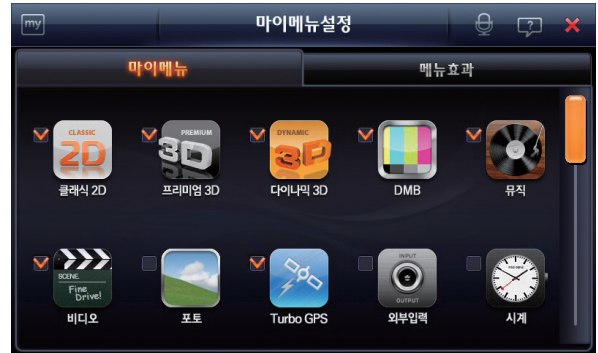 my
마이메뉴설정
?
마이메뉴
메뉴효과
CLASSIC
2D
클래식 2D
PREMIUM
3D
프리미엄 3D
DYNAMIC
3D
다이나믹 3D
DMB
뮤직
SCENE.
Fine
Drive!
비디오
포토
Turbo GPS
INPUT
OUTPUT
외부입력
시계